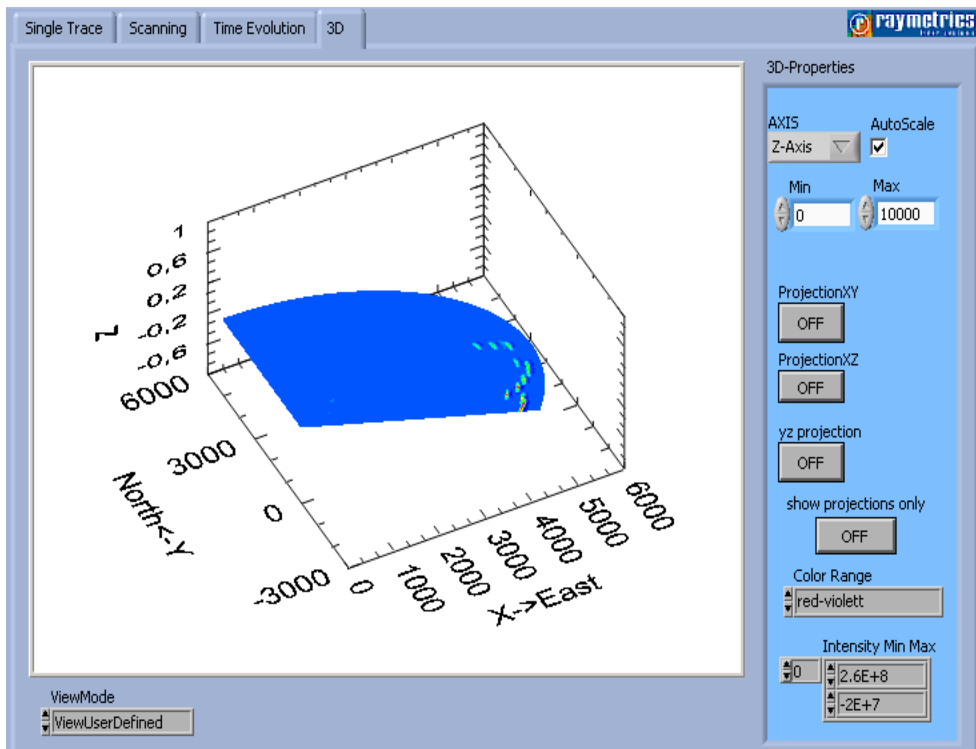 Single Trace
Scanning
Time Evolution
3D
raymetrics
3D-Properties
AXIS
AutoScale
Z-Axis
Min
Max
0
10000
ProjectionXY
OFF
ProjectionXZ
OFF
yz projection
OFF
show projections only
OFF
Color Range
red-violett
Intensity Min Max
0
2.6E+8
-2E+7
1
0,6
0,2
-0,2
-0,6
Z
6000
3000
0
-3000
North<-Y
0
1000
2000
3000
4000
5000
6000
X->East
ViewMode
ViewUserDefined